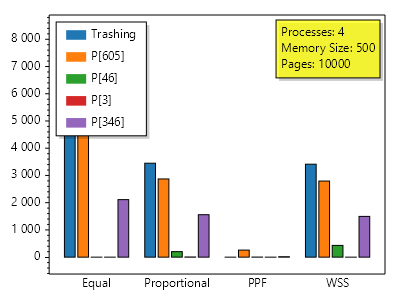 Trashing
P[605]
P[46]
P[3]
P[346]
Processes: 4
Memory Size: 500
Pages: 10000
8 000
7 000
6 000
5 000
4 000
3 000
2 000
1 000
0
Equal Proportional PPF WSS